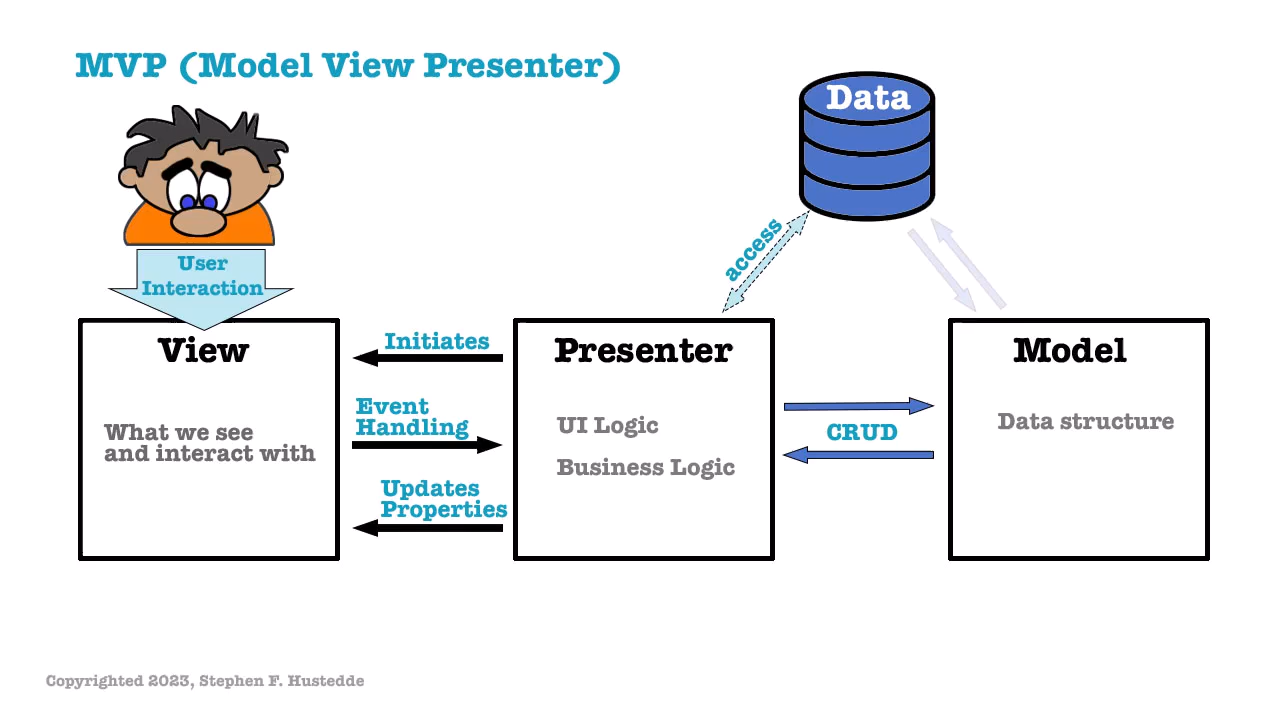 MVP (Model View Presenter)
Data
User
Interaction
access
View
What we see
and interact with
Initiates
Event
Handling
Updates
Properties
Presenter
UI Logic
Business Logic
CRUD
Model
Data structure
Copyrighted 2023, Stephen F. Hustedde